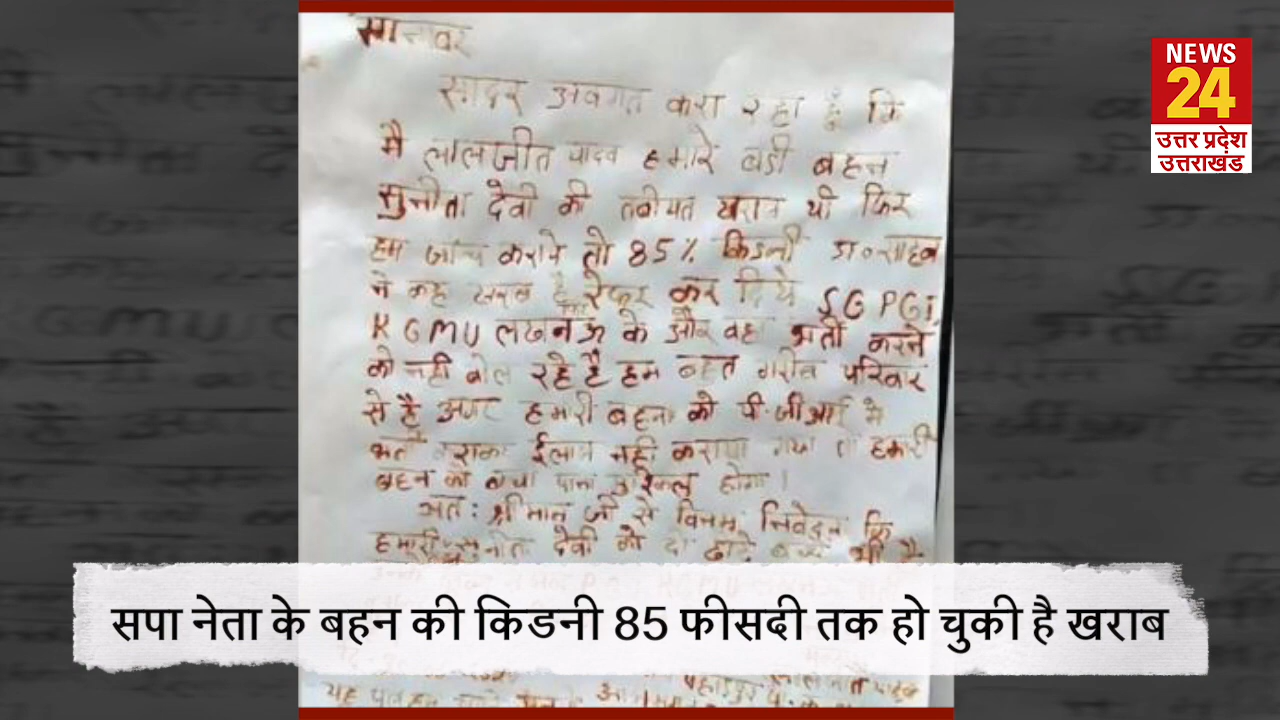 NEWS
24
उत्तर प्रदेश
उत्तराखंड
सादर अवगत करा रहा हूँ कि
मै लालजीत यादव हमारे बडी बहन
सुनीता देवी की तबीयत खराब थी फिर
हम जांच कराये तो 85% किडनी डा०साहब
ने कह खराब है रेफर कर दिये SGPGI
KGMU लखनऊ के और वह भर्ती करने
को नही बोल रहे है हम बहुत गरीब परिवार
से है अगर हमारी बहन को पी.जीआई मे
भर्ती कराकर ईलाज नही कराया गया तो हमारी
बहन को बचा पाना मुश्किल होगा।
अत: श्रीमान जी से विनम्र निवेदन कि
हमारी सुनीता देवी को दो छोटे
सपा नेता के बहन की किडनी 85 फीसदी तक हो चुकी है खराब